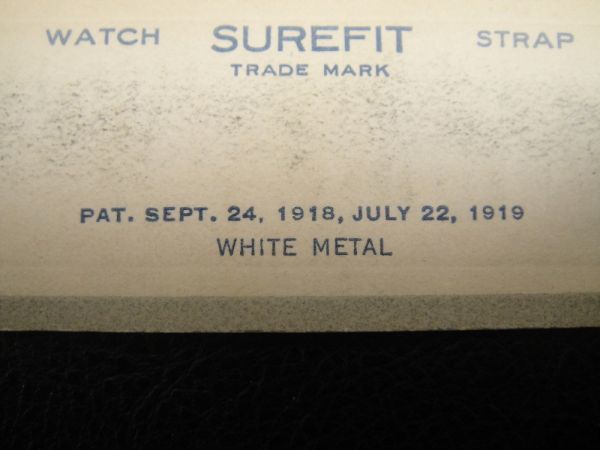 WATCH SUREFIT STRAP
TRADE MARK
PAT. SEPT. 24, 1918, JULY 22, 1919
WHITE METAL